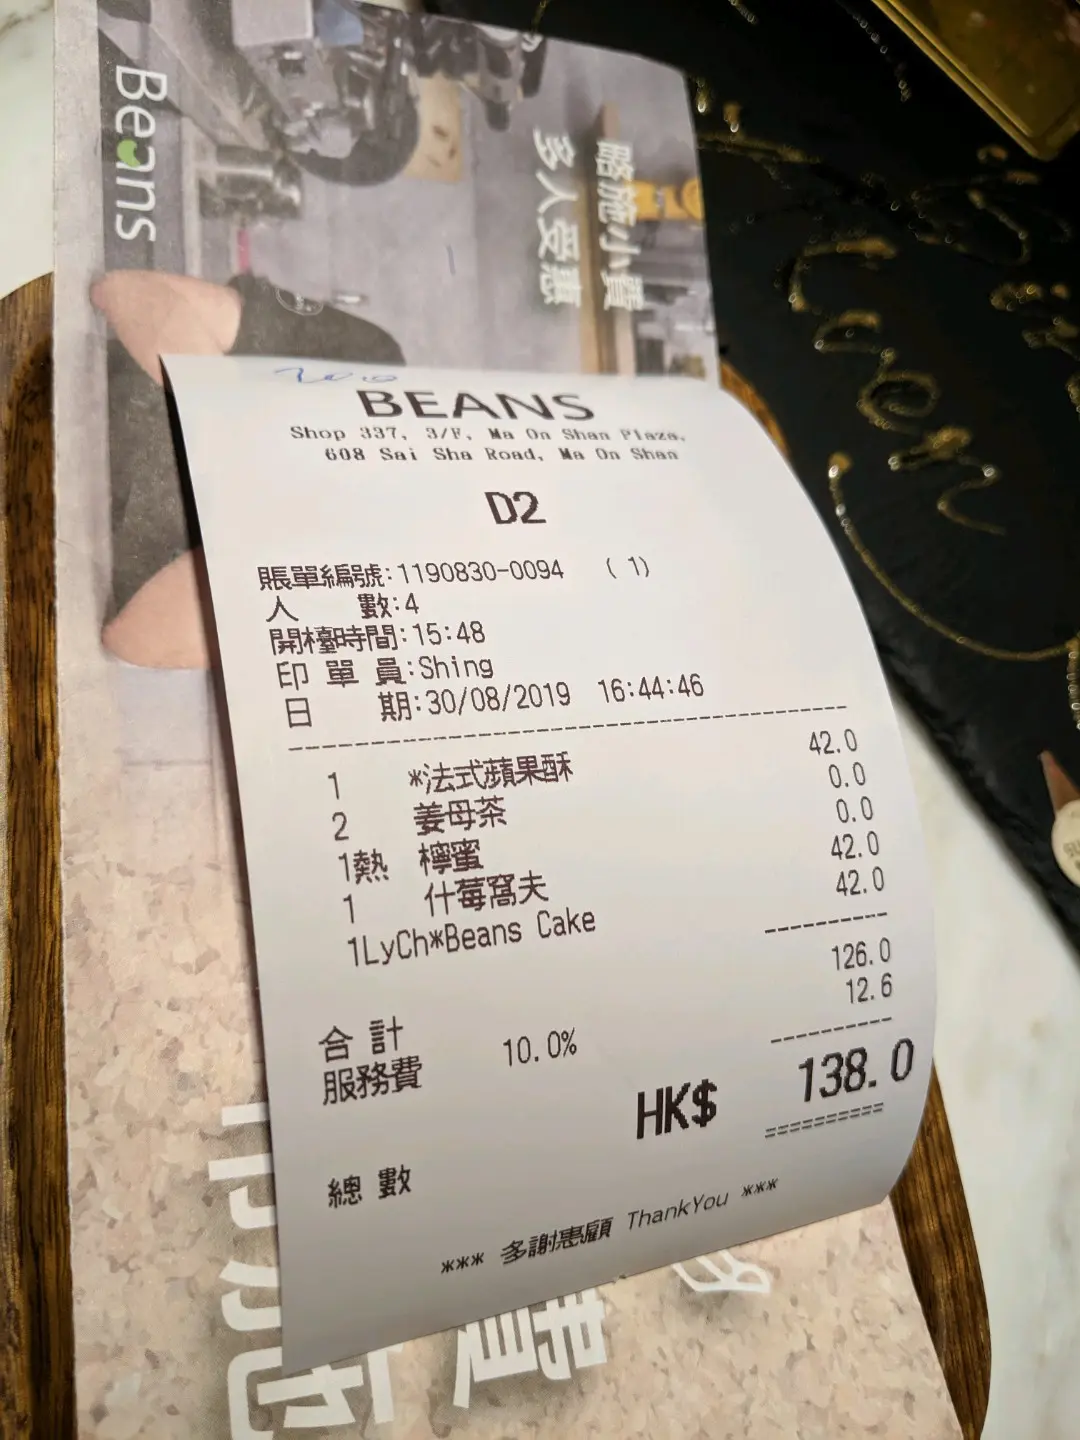 Beans
略施小費
多人受惠
200
BEANS
Shop 337, 3/F, Ma On Shan Plaza,
608 Sai Sha Road, Ma On Shan
D2
賬單編號:1190830-0094 ( 1)
人 數:4
開檯時間:15:48
印 單 員:Shing
日 期:30/08/2019 16:44:46
1 *法式蘋果酥 42.0
2 姜母茶 0.0
1熱 檸蜜 0.0
1 什莓窩夫 42.0
1LyCh*Beans Cake 42.0
合 計 126.0
服務費 10.0% 12.6
總 數 HK$ 138.0
*** 多謝惠顧 ThankYou ***